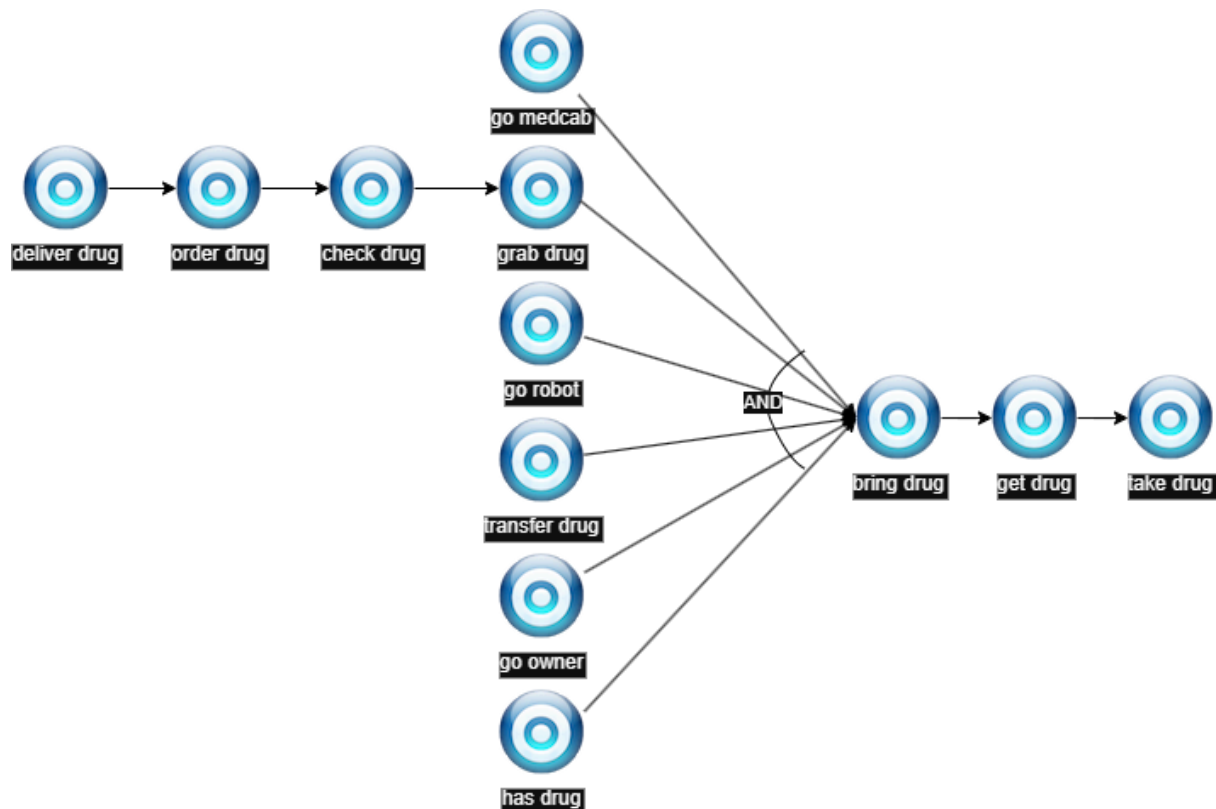 go medcab
deliver drug
order drug
check drug
grab drug
go robot
AND
transfer drug
bring drug
get drug
take drug
go owner
has drug